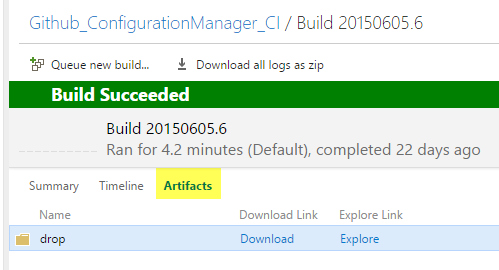 Github_ConfigurationManager_CI / Build 20150605.6
Queue new build... Download all logs as zip
Build Succeeded
Build 20150605.6
Ran for 4.2 minutes (Default), completed 22 days ago
Summary Timeline Artifacts
Name Download Link Explore Link
drop Download Explore